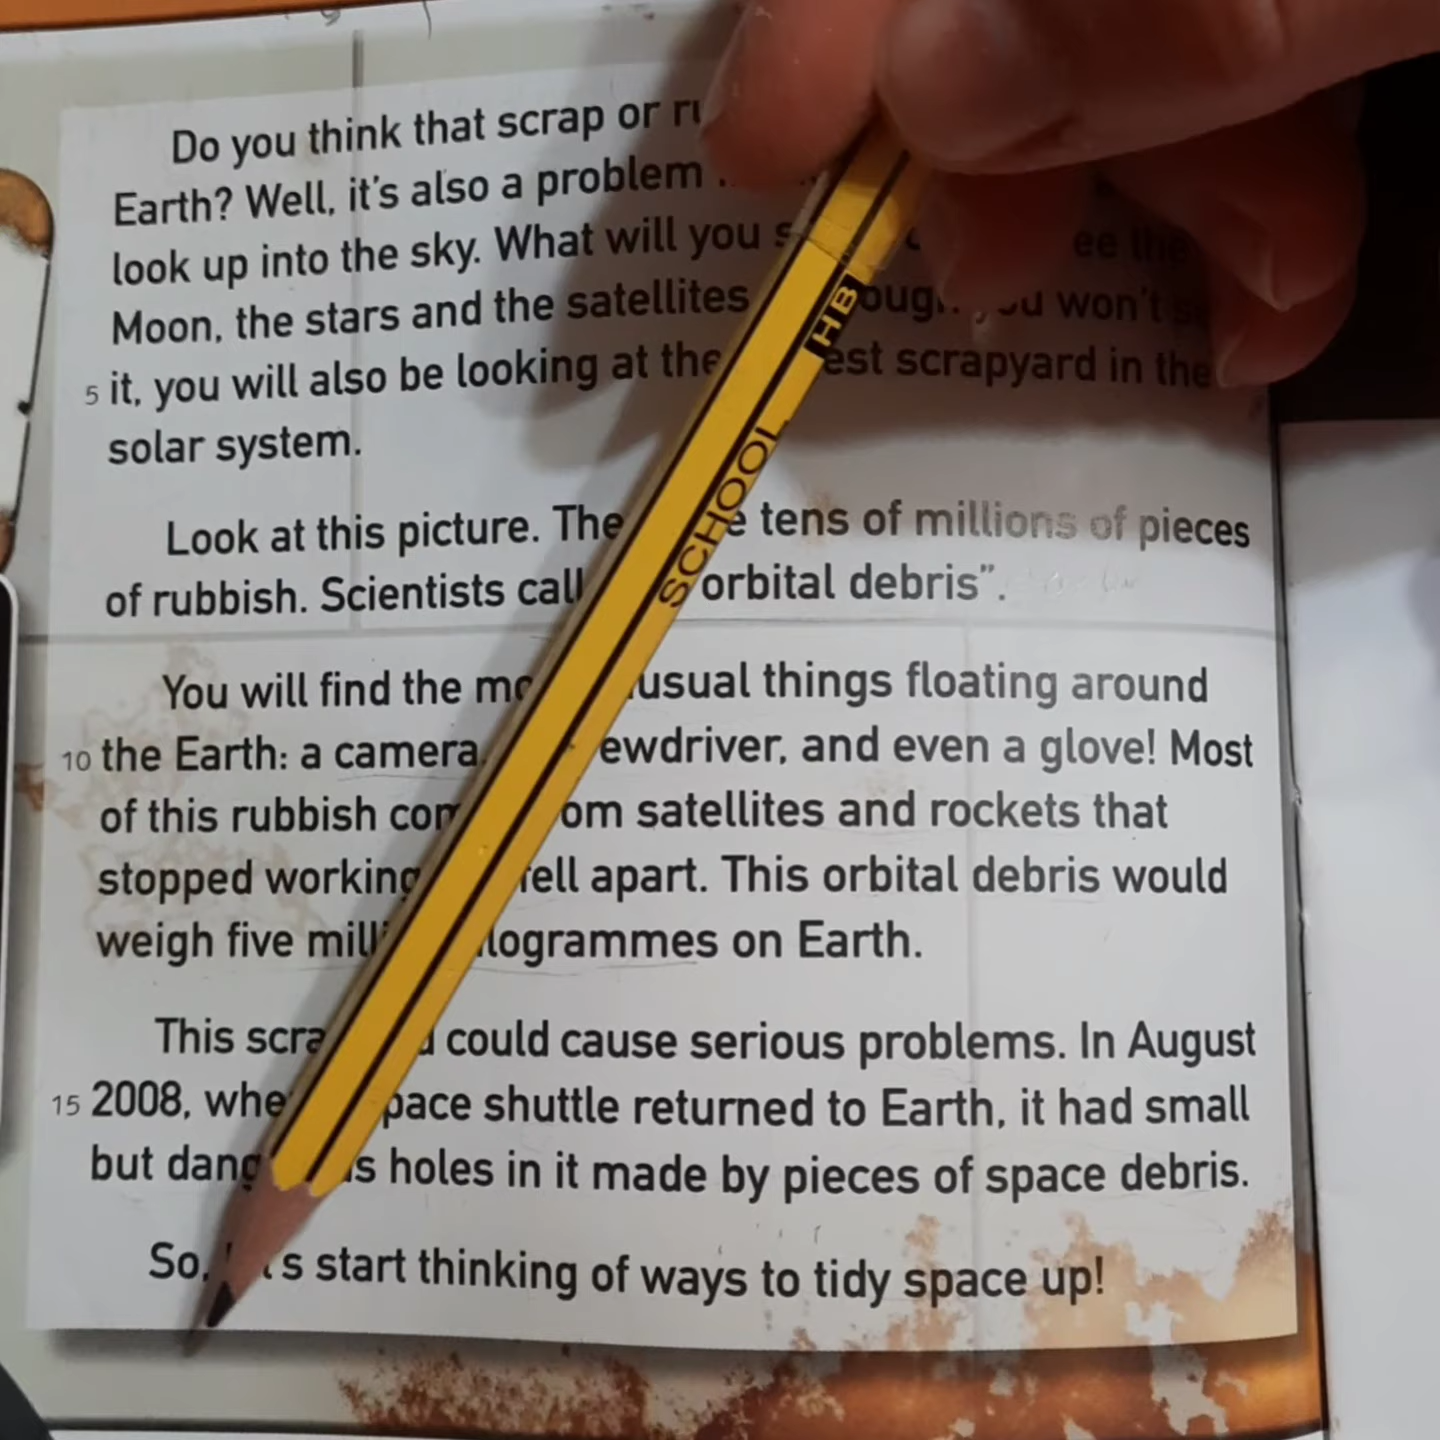 Do you think that scrap or
Earth? Well, it's also a problem
look up into the sky. What will you ee the
Moon, the stars and the satellites you won't
5 it, you will also be looking at the est scrapyard in the
solar system.
Look at this picture. The e tens of millions of pieces
of rubbish. Scientists call orbital debris".
You will find the usual things floating around
10 the Earth: a camera, ewdriver, and even a glove! Most
of this rubbish om satellites and rockets that
stopped working fell apart. This orbital debris would
weigh five logrammes on Earth.
This could cause serious problems. In August
15 2008, pace shuttle returned to Earth, it had small
but holes in it made by pieces of space debris.
So, s start thinking of ways to tidy space up!
HB
SCHOOL